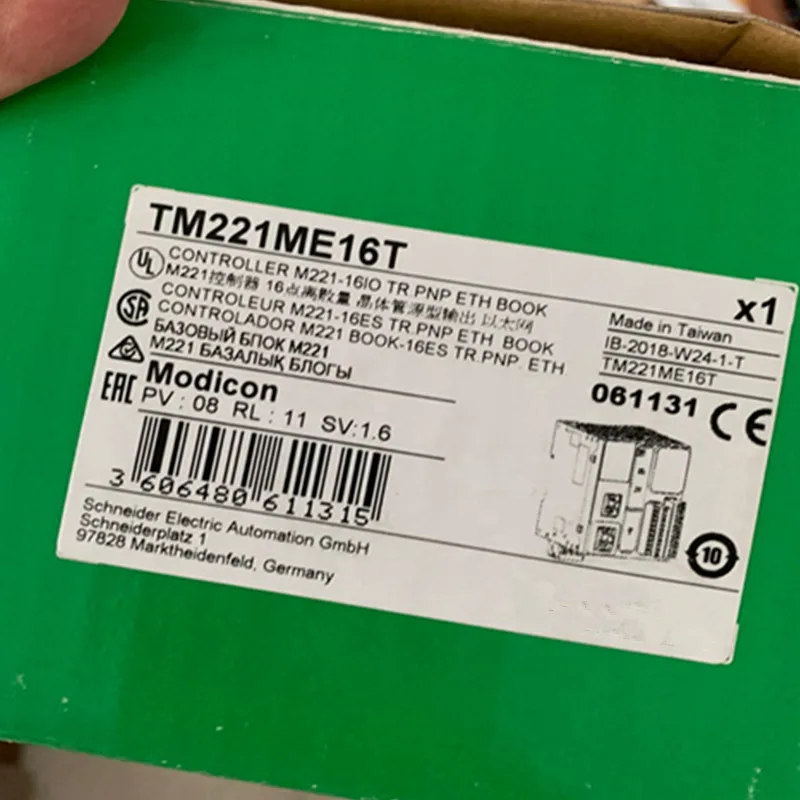 TM221ME16T
x1
UL
CONTROLLER M221-16IO TR.PNP ETH BOOK
M221控制器 16点离散量 晶体管源型输出 以太网
SA
CONTROLEUR M221-16ES TR.PNP ETH BOOK
CONTROLADOR M221 BOOK-16ES TR.PNP. ETH
БАЗОВЫЙ БПОК M221
M221 БАЗАЛЫҚ БЛОГЫ
Made in Taiwan
IB-2018-W24-1-T
TM221ME16T
061131 CE
EAC Modicon
PV : 08 RL : 11 SV:1.6
3 606480 611315
10
Schneider Electric Automation GmbH
Schneiderplatz 1
97828 Marktheidenfeld, Germany